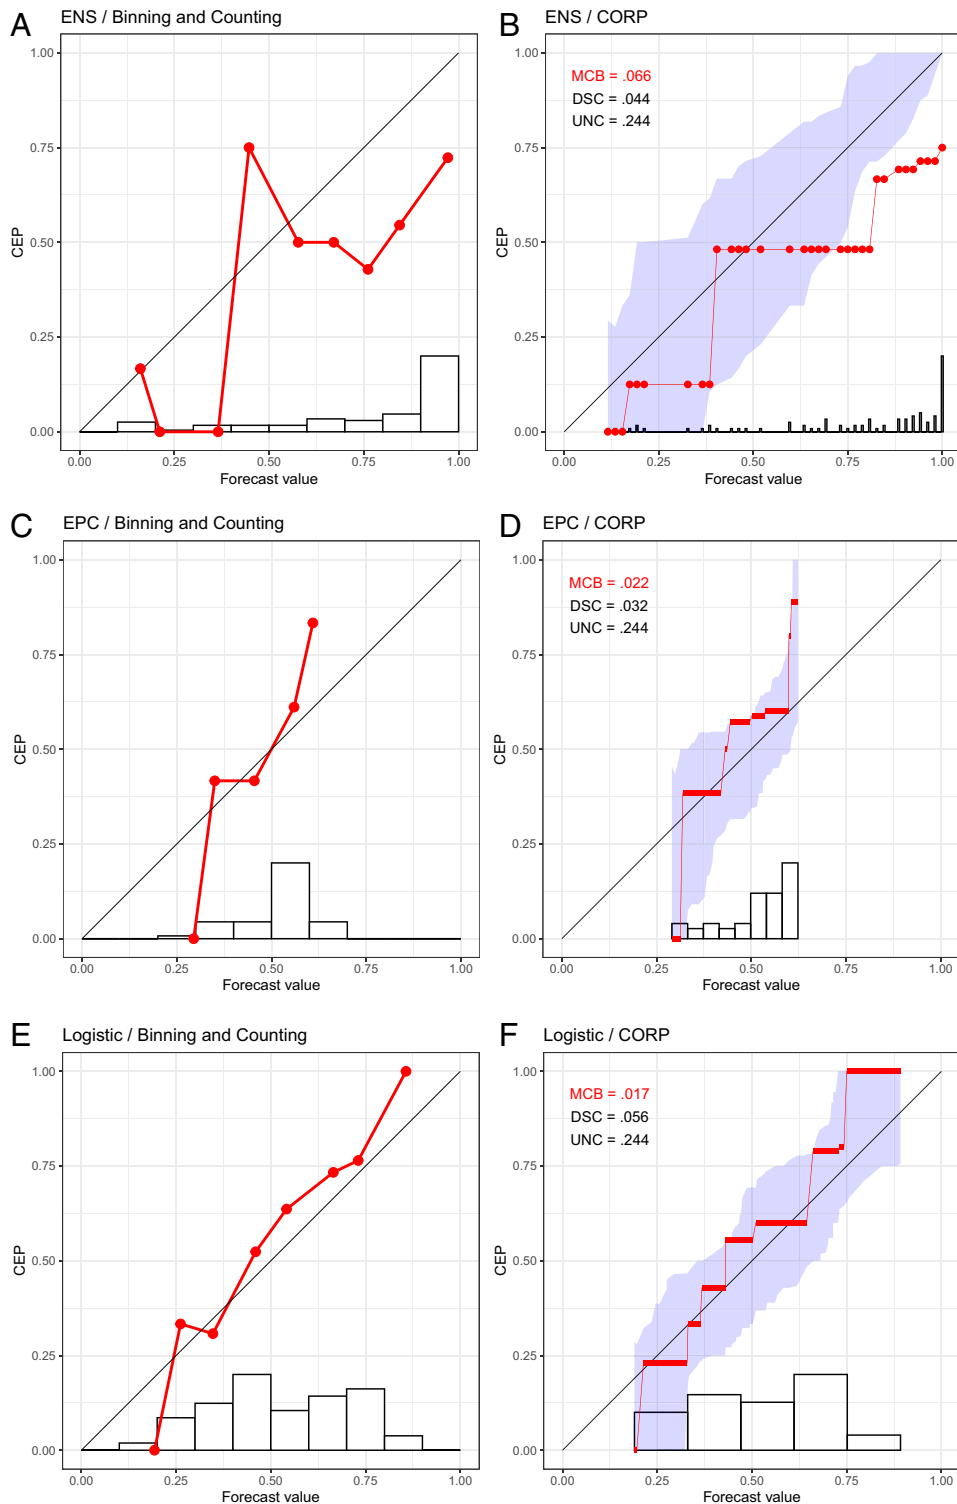 A ENS / Binning and Counting
1.00
0.75
0.50
0.25
0.00
CEP
0.00 0.25 0.50 0.75 1.00
Forecast value
B ENS / CORP
MCB = .066
DSC = .044
UNC = .244
1.00
0.75
0.50
0.25
0.00
CEP
0.00 0.25 0.50 0.75 1.00
Forecast value
C EPC / Binning and Counting
1.00
0.75
0.50
0.25
0.00
CEP
0.00 0.25 0.50 0.75 1.00
Forecast value
D EPC / CORP
MCB = .022
DSC = .032
UNC = .244
1.00
0.75
0.50
0.25
0.00
CEP
0.00 0.25 0.50 0.75 1.00
Forecast value
E Logistic / Binning and Counting
1.00
0.75
0.50
0.25
0.00
CEP
0.00 0.25 0.50 0.75 1.00
Forecast value
F Logistic / CORP
MCB = .017
DSC = .056
UNC = .244
1.00
0.75
0.50
0.25
0.00
CEP
0.00 0.25 0.50 0.75 1.00
Forecast value